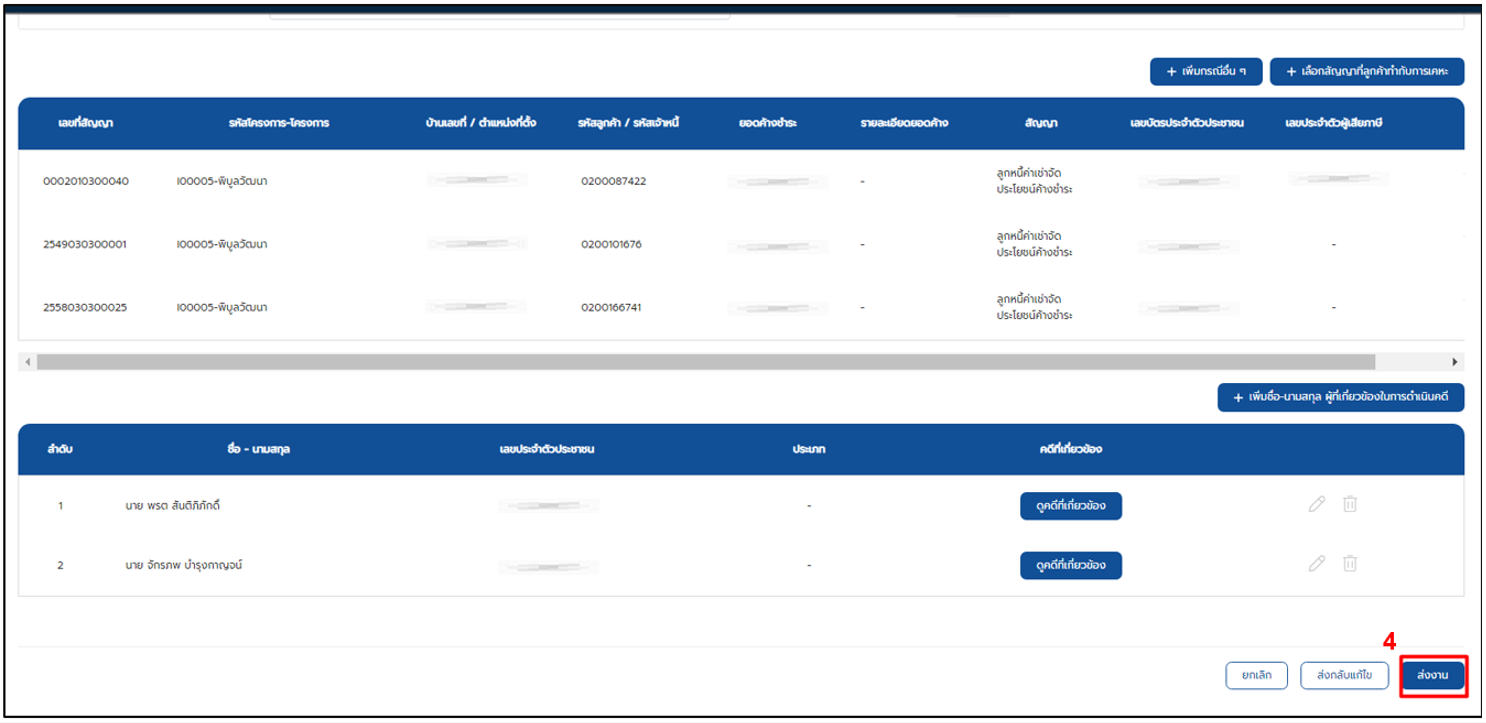 + เพิ่มกรณีอื่น ๆ + เลือกสัญญาที่ลูกค้าทำกับการเคหะ
เลขที่สัญญา รหัสโครงการ-โครงการ บ้านเลขที่ / ตำแหน่งที่ตั้ง รหัสลูกค้า / รหัสเจ้าหนี้ ยอดค้างชำระ รายละเอียดยอดค้าง สัญญา เลขบัตรประจำตัวประชาชน เลขประจำตัวผู้เสียภาษี
0002010300040 I00005-พิบูลวัฒนา 0200087422 - ลูกหนี้ค่าเช่าจัด
ประโยชน์ค้างชำระ
2549030300001 I00005-พิบูลวัฒนา 0200101676 - ลูกหนี้ค่าเช่าจัด
ประโยชน์ค้างชำระ -
2558030300025 I00005-พิบูลวัฒนา 0200166741 - ลูกหนี้ค่าเช่าจัด
ประโยชน์ค้างชำระ -
+ เพิ่มชื่อ-นามสกุล ผู้ที่เกี่ยวข้องในการดำเนินคดี
ลำดับ ชื่อ - นามสกุล เลขประจำตัวประชาชน ประเภท คดีที่เกี่ยวข้อง
1 นาย พรต สันติภิภักดิ์ - ดูคดีที่เกี่ยวข้อง
2 นาย จักรภพ บำรุงกาญจน์ - ดูคดีที่เกี่ยวข้อง
4
ยกเลิก ส่งกลับแก้ไข ส่งงาน